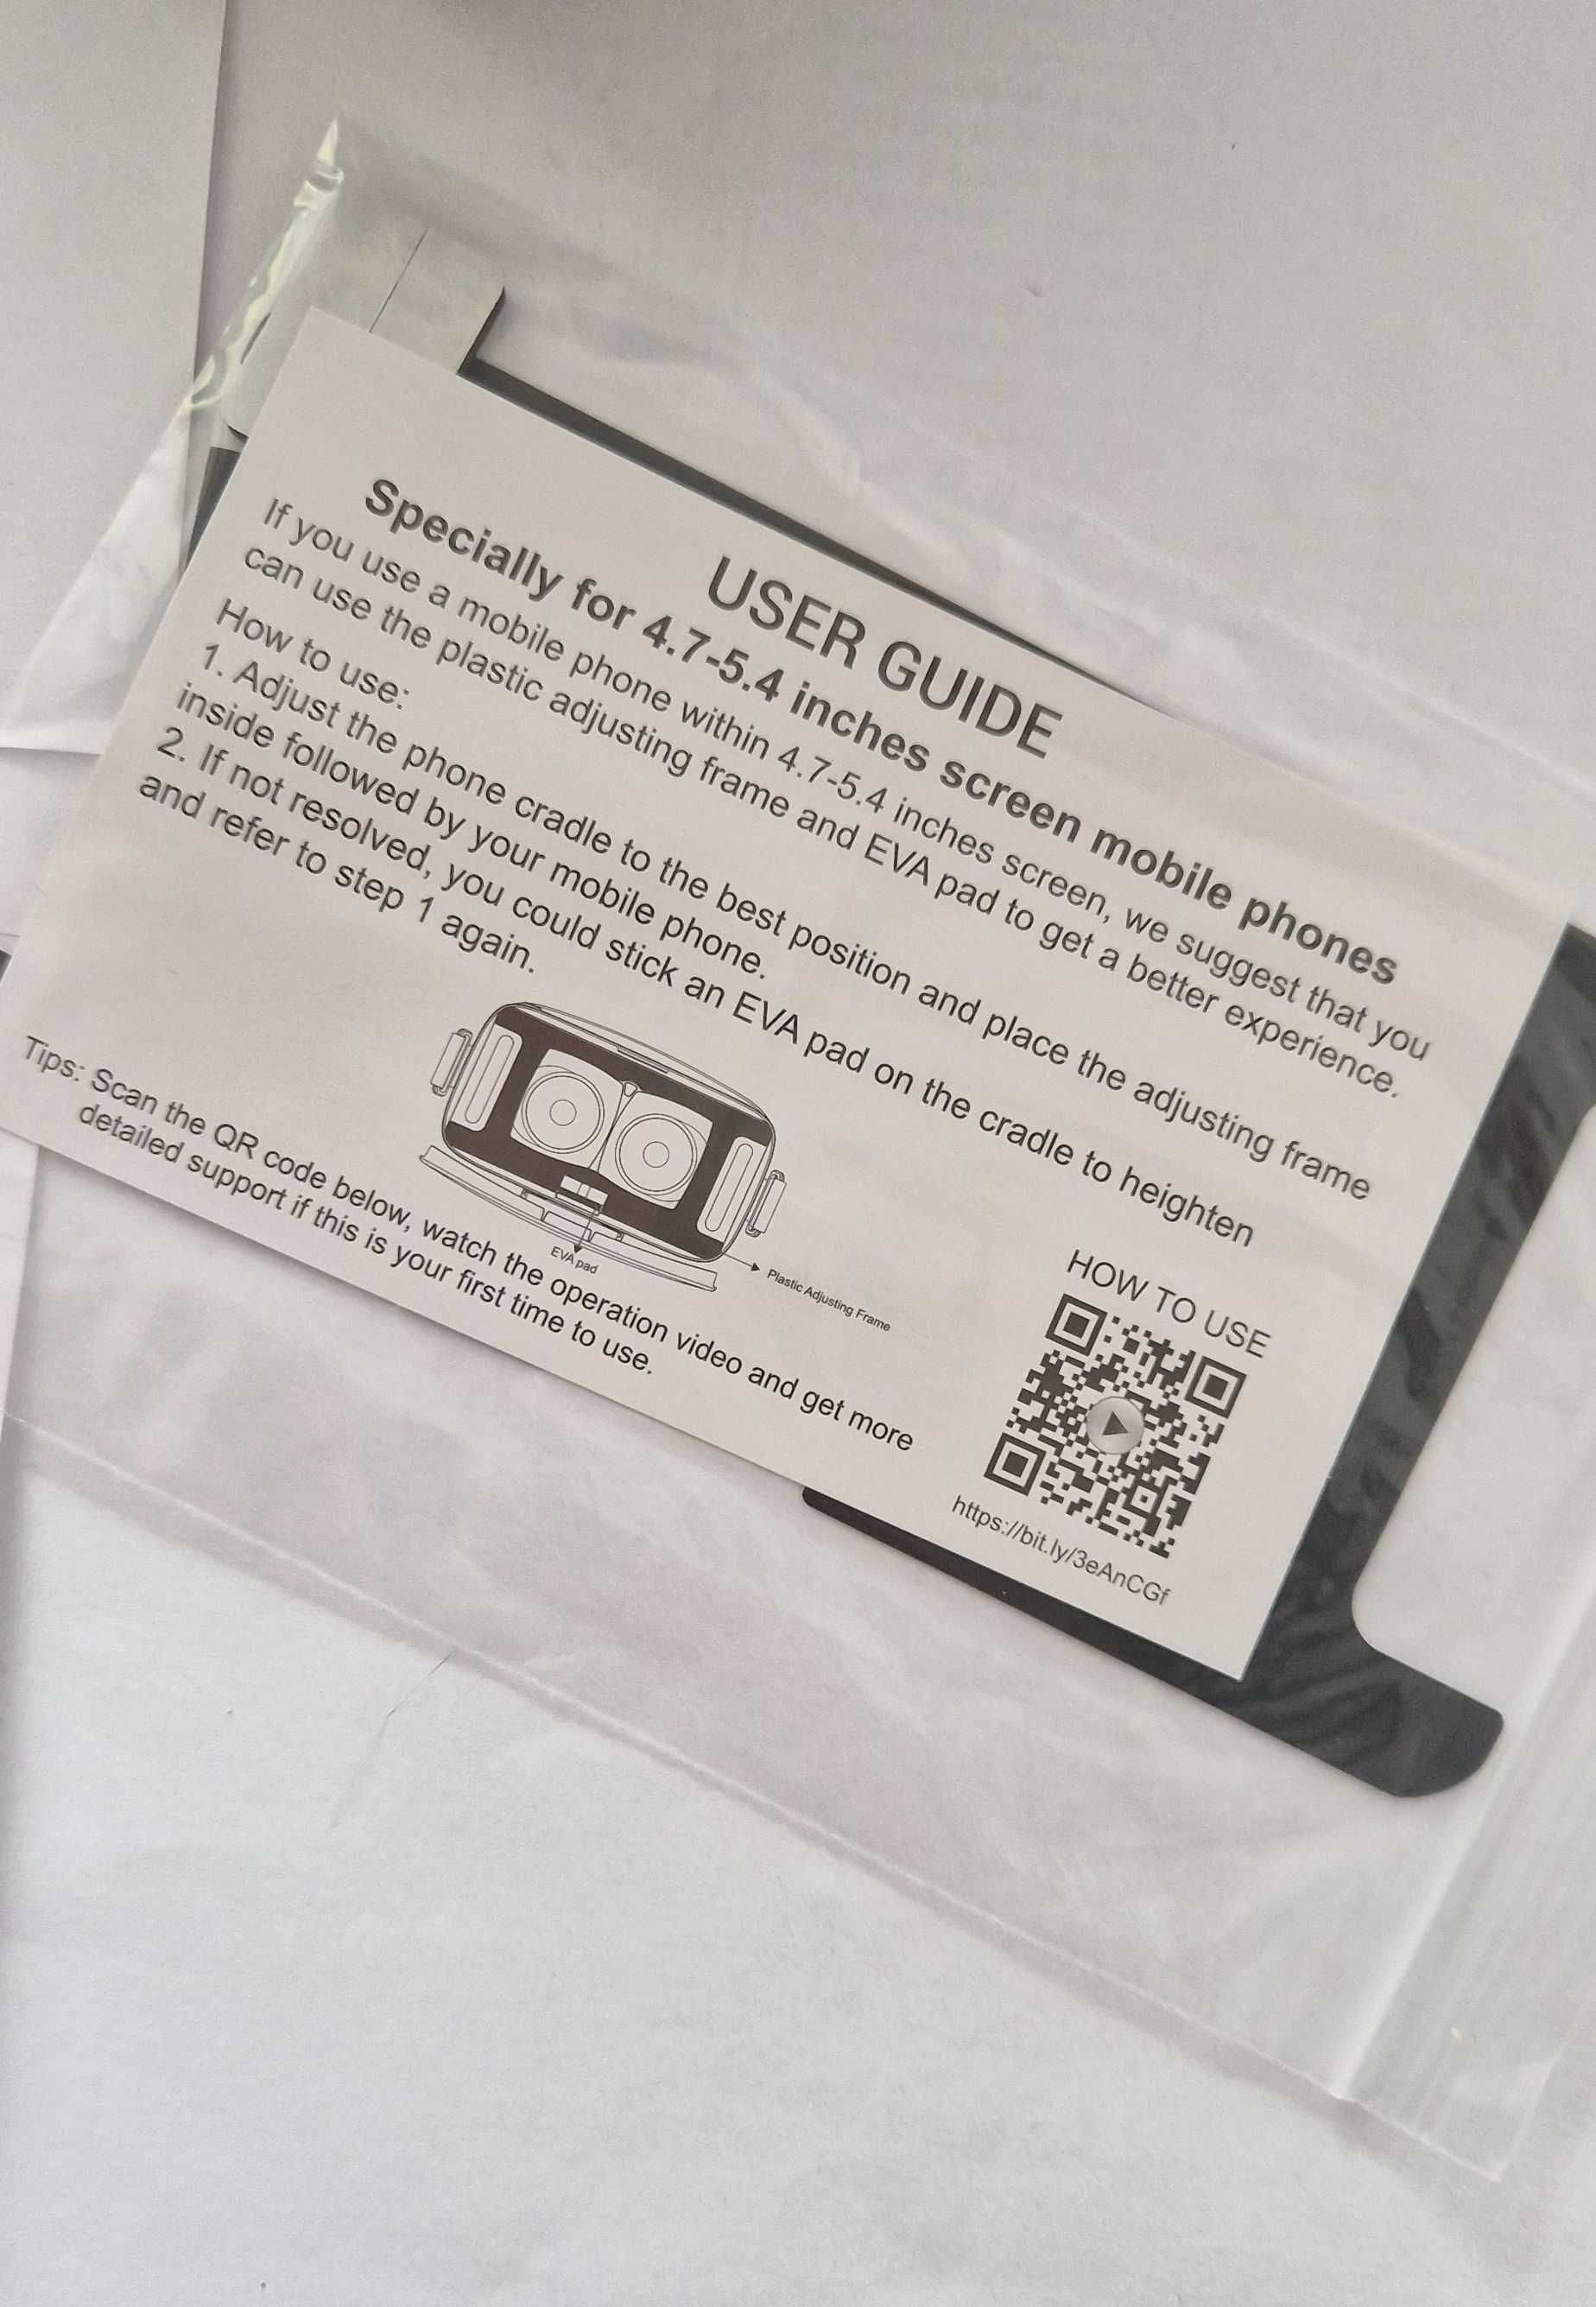 USER GUIDE
Specially for 4.7-5.4 inches screen mobile phones
If you use a mobile phone within 4.7-5.4 inches screen, we suggest that you
can use the plastic adjusting frame and EVA pad to get a better experience.
How to use:
1. Adjust the phone cradle to the best position and place the adjusting frame
inside followed by your mobile phone.
2. If not resolved, you could stick an EVA pad on the cradle to heighten
and refer to step 1 again.
EVA pad
Plastic Adjusting Frame
Tips: Scan the QR code below, watch the operation video and get more
detailed support if this is your first time to use.
HOW TO USE
https://bit.ly/3eAnCGf